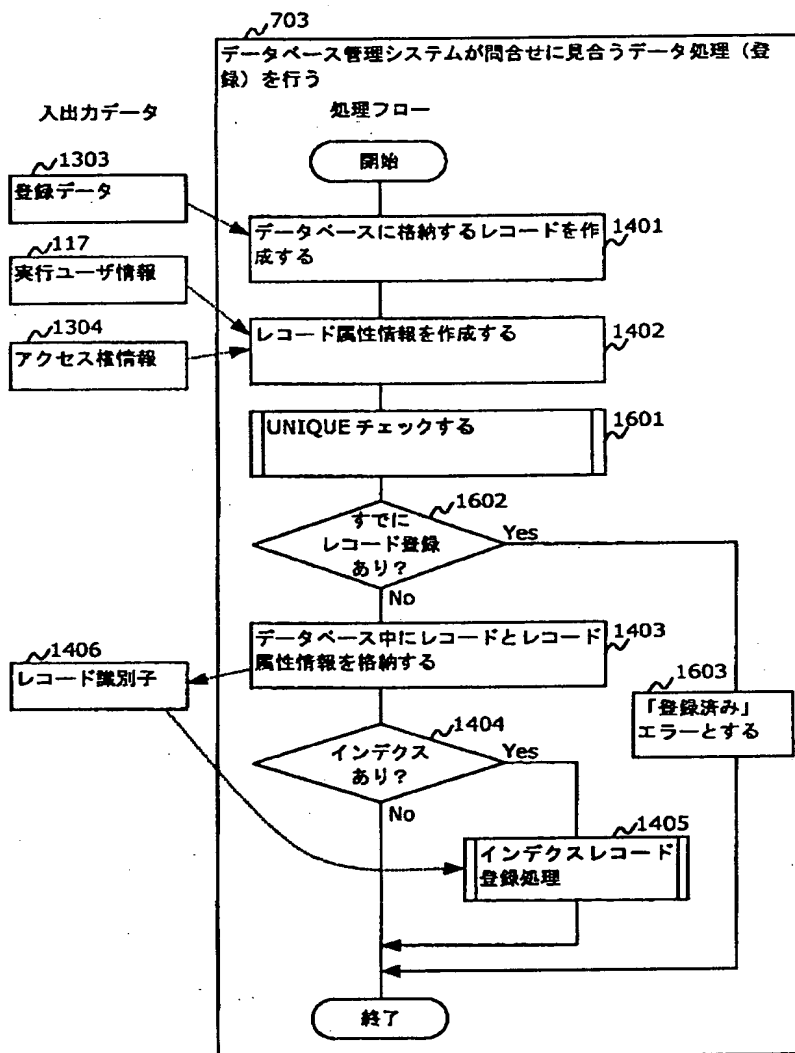 703
データベース管理システムが問合せに見合うデータ処理（登
録）を行う
入出力データ
処理フロー
開始
1303
登録データ
1401
データベースに格納するレコードを作
成する
117
実行ユーザ情報
1402
レコード属性情報を作成する
1304
アクセス権情報
1601
UNIQUE チェックする
1602
すでに
レコード登録
あり？
Yes
No
1403
データベース中にレコードとレコード
属性情報を格納する
1406
レコード識別子
1603
「登録済み」
エラーとする
1404
インデクス
あり？
Yes
No
1405
インデクスレコード
登録処理
終了